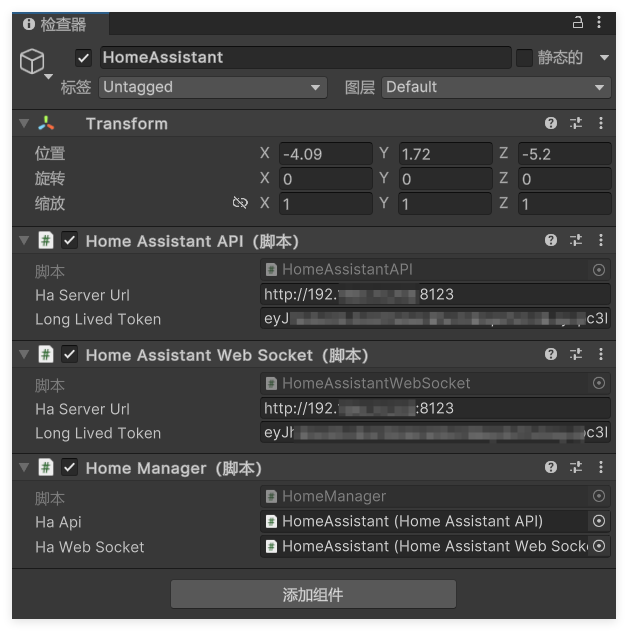 检查器
HomeAssistant 静态的
标签 Untagged 图层 Default
Transform
位置 X -4.09 Y 1.72 Z -5.2
旋转 X 0 Y 0 Z 0
缩放 X 1 Y 1 Z 1
# Home Assistant API (脚本)
脚本 # HomeAssistantAPI
Ha Server Url http://192. 8123
Long Lived Token eyJ c3l
# Home Assistant Web Socket (脚本)
脚本 # HomeAssistantWebSocket
Ha Server Url http://192. :8123
Long Lived Token eyJ c3l
# Home Manager (脚本)
脚本 # HomeManager
Ha Api # HomeAssistant (Home Assistant API)
Ha Web Socket # HomeAssistant (Home Assistant Web Socke
添加组件